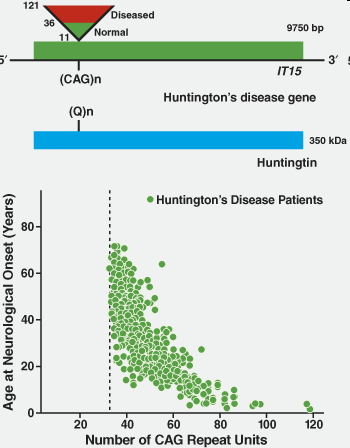 121
Diseased
36
Normal
11
9750 bp
5′
3′
IT15
(CAG)n
Huntington's disease gene
(Q)n
350 kDa
Huntingtin
Huntington's Disease Patients
Age at Neurological Onset (Years)
80
60
40
20
0
20 40 60 80 100 120
Number of CAG Repeat Units